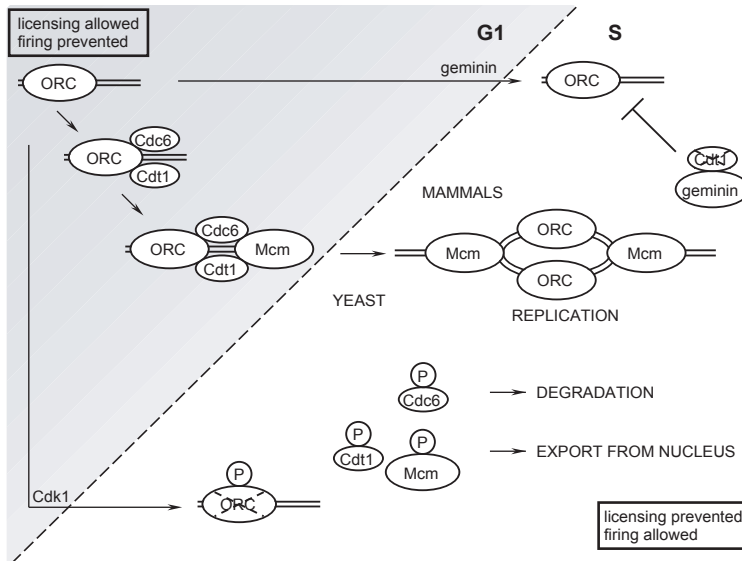 licensing allowed
firing prevented
G1
S
ORC
geminin
ORC
Cdc6
ORC
Cdt1
Cdt1
geminin
MAMMALS
Cdc6
ORC
Mcm
Cdt1
ORC
Mcm
Mcm
ORC
YEAST
REPLICATION
P
Cdc6
DEGRADATION
P
Cdt1
P
Mcm
EXPORT FROM NUCLEUS
P
Cdk1
ORC
licensing prevented
firing allowed